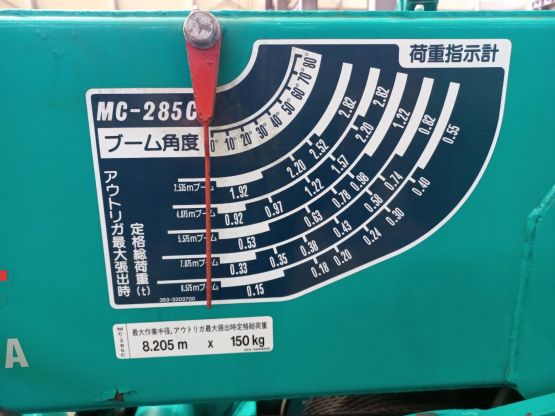 荷重指示計
MC-285C
ブーム角度
0° 10° 20° 30° 40° 50° 60° 70° 80°
アウトリガ最大張出時
定格総荷重(t)
2.535mブーム 1.92 2.20 2.52 2.82
4.075mブーム 0.92 0.97 1.22 1.57 2.20 2.82
5.575mブーム 0.53 0.63 0.78 0.98 1.22
7.075mブーム 0.33 0.35 0.38 0.43 0.58 0.74 0.82
8.575mブーム 0.15 0.18 0.20 0.24 0.30 0.40 0.55
353-3203700
MC-285C
最大作業半径,アウトリガ最大張出時定格総荷重
8.205 m x 150 kg
A